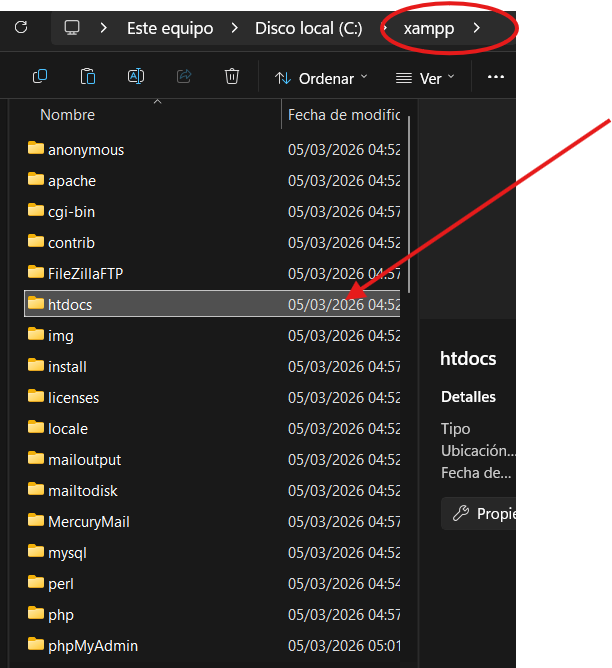 Este equipo > Disco local (C:) > xampp >
Ordenar Ver ...
Nombre Fecha de modific
anonymous 05/03/2026 04:52
apache 05/03/2026 04:52
cgi-bin 05/03/2026 04:57
contrib 05/03/2026 04:52
FileZillaFTP 05/03/2026 04:57
htdocs 05/03/2026 04:52
img 05/03/2026 04:52
install 05/03/2026 04:57
licenses 05/03/2026 04:52
locale 05/03/2026 04:52
mailoutput 05/03/2026 04:52
mailtodisk 05/03/2026 04:52
MercuryMail 05/03/2026 04:57
mysql 05/03/2026 04:52
perl 05/03/2026 04:54
php 05/03/2026 04:57
phpMyAdmin 05/03/2026 05:01
htdocs
Detalles
Tipo
Ubicación...
Fecha de...
Propie